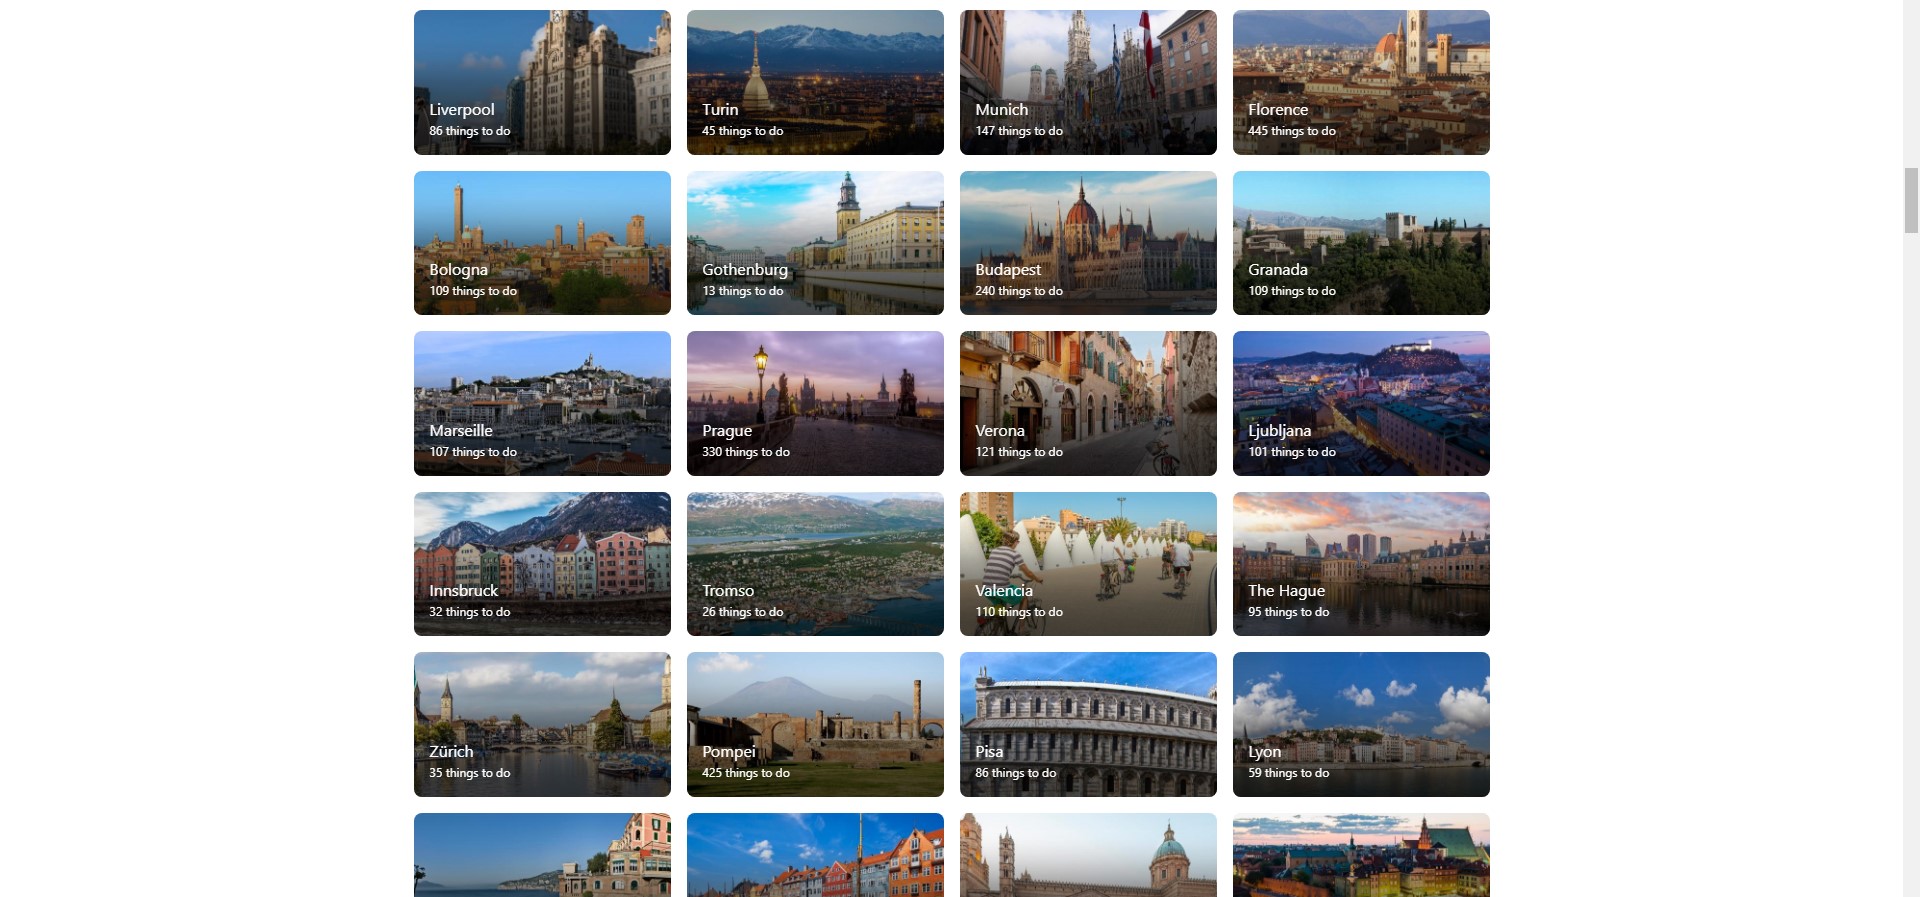 Liverpool
86 things to do
Turin
45 things to do
Munich
147 things to do
Florence
445 things to do
Bologna
109 things to do
Gothenburg
13 things to do
Budapest
240 things to do
Granada
109 things to do
Marseille
107 things to do
Prague
330 things to do
Verona
121 things to do
Ljubljana
101 things to do
Innsbruck
32 things to do
Tromso
26 things to do
Valencia
110 things to do
The Hague
95 things to do
Zürich
35 things to do
Pompei
425 things to do
Pisa
86 things to do
Lyon
59 things to do